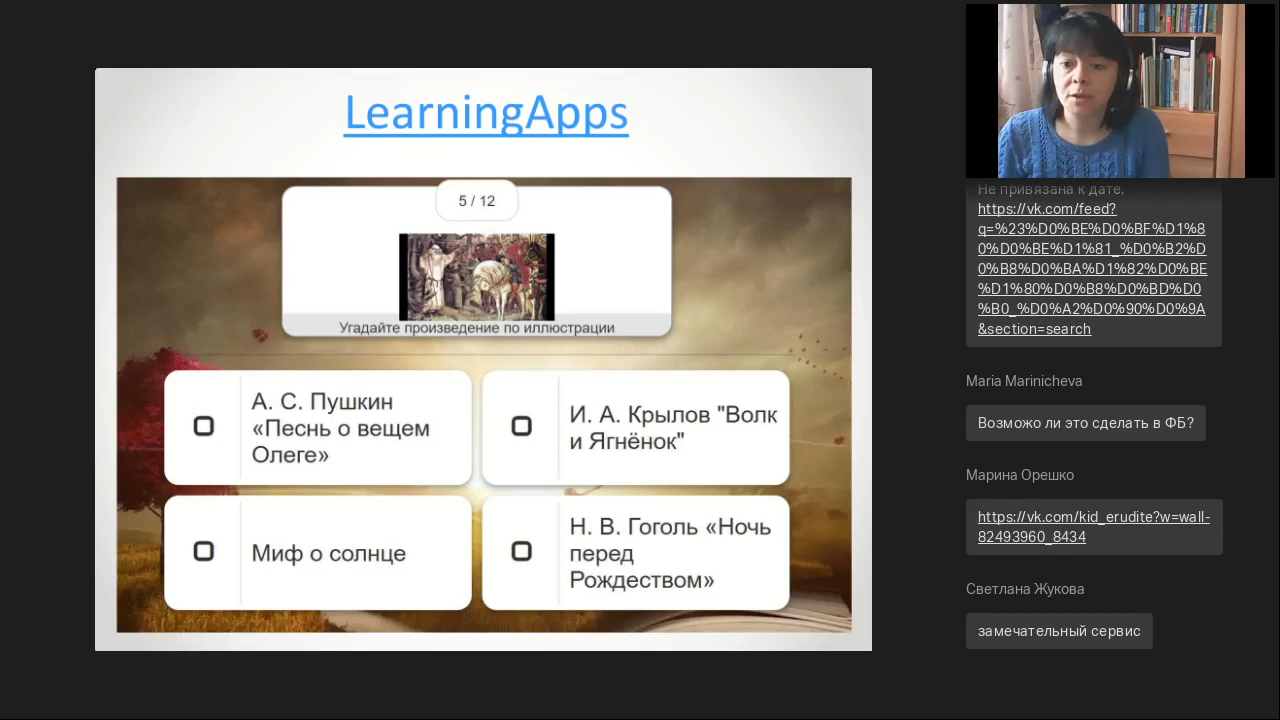 LearningApps
5 / 12
Угадайте произведение по иллюстрации
А. С. Пушкин
«Песнь о вещем
Олеге»
И. А. Крылов "Волк
и Ягнёнок"
Миф о солнце
Н. В. Гоголь «Ночь
перед
Рождеством»
Не привязана к дате.
https://vk.com/feed?
q=%23%D0%BE%D0%BF%D1%8
0%D0%BE%D1%81_%D0%B2%D
0%B8%D0%BA%D1%82%D0%BE
%D1%80%D0%B8%D0%BD%D0
%B0_%D0%A2%D0%90%D0%9A
&section=search
Maria Marinicheva
Возможо ли это сделать в ФБ?
Марина Орешко
https://vk.com/kid_erudite?w=wall-
82493960_8434
Светлана Жукова
замечательный сервис